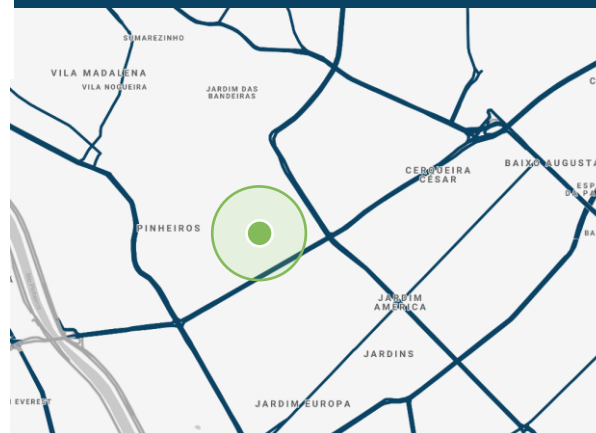 SUMAREZINHO
VILA MADALENA
VILA NOGUEIRA
JARDIM DAS
BANDEIRAS
CERQUEIRA
CÉSAR
BAIXO AUGUSTA
PINHEIROS
JARDIM
AMÉRICA
JARDINS
JARDIM EUROPA
EVEREST